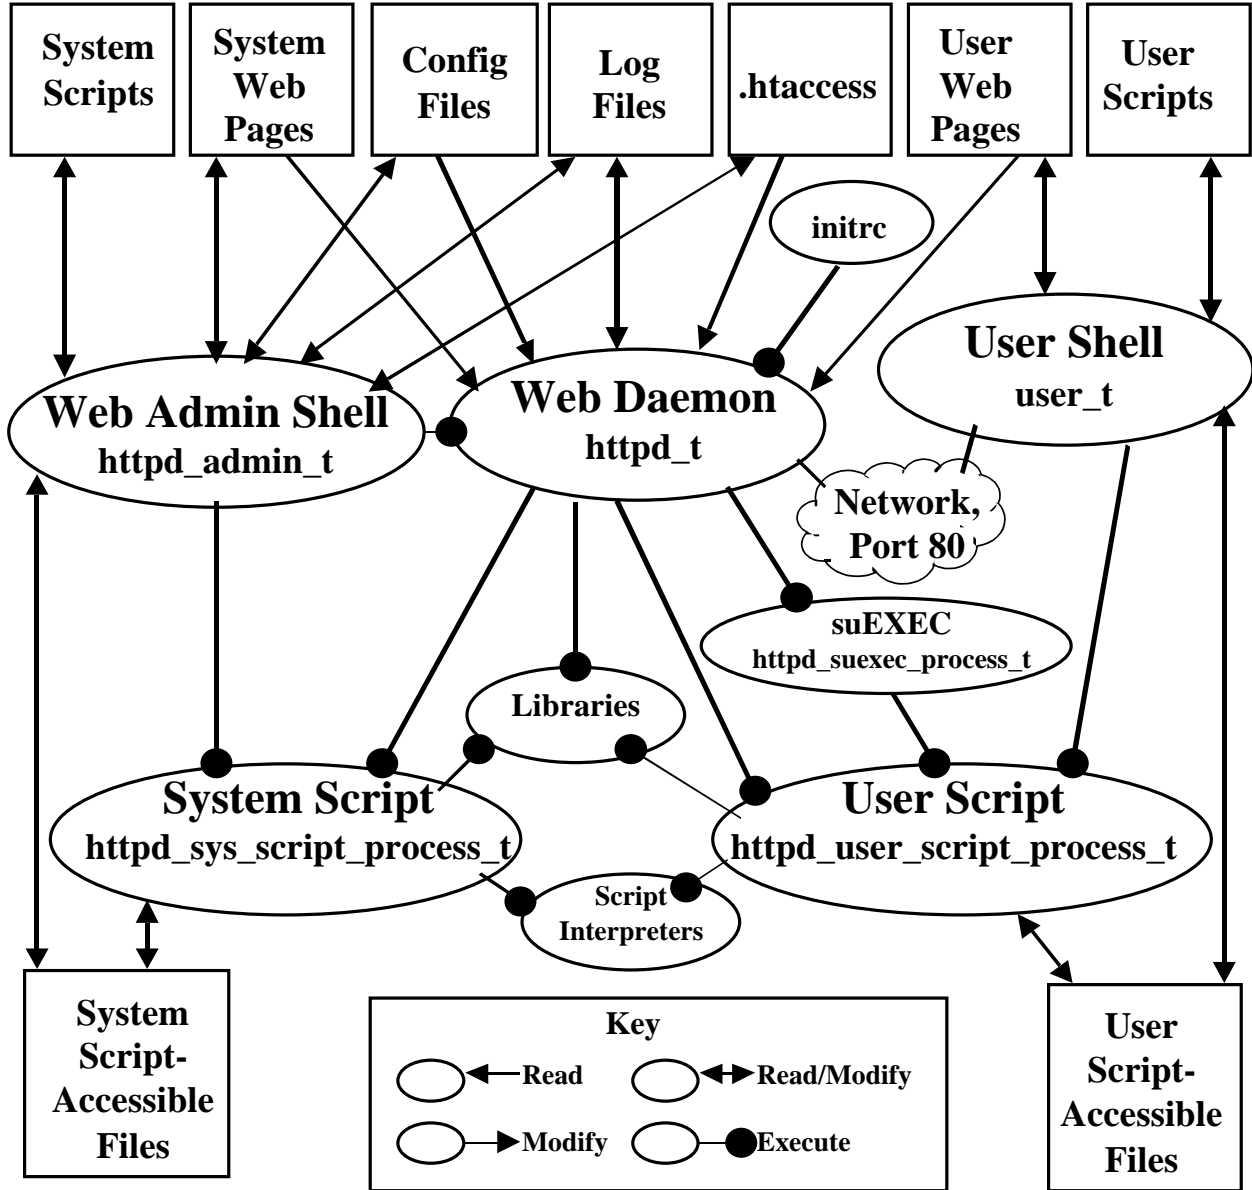 System
Scripts
System
Web
Pages
Config
Files
Log
Files
.htaccess
User
Web
Pages
User
Scripts
initrc
User Shell
user_t
Web Admin Shell
httpd_admin_t
Web Daemon
httpd_t
Network,
Port 80
suEXEC
httpd_suexec_process_t
Libraries
System Script
httpd_sys_script_process_t
User Script
httpd_user_script_process_t
Script
Interpreters
System
Script-
Accessible
Files
Key
Read
Read/Modify
Modify
Execute
User
Script-
Accessible
Files